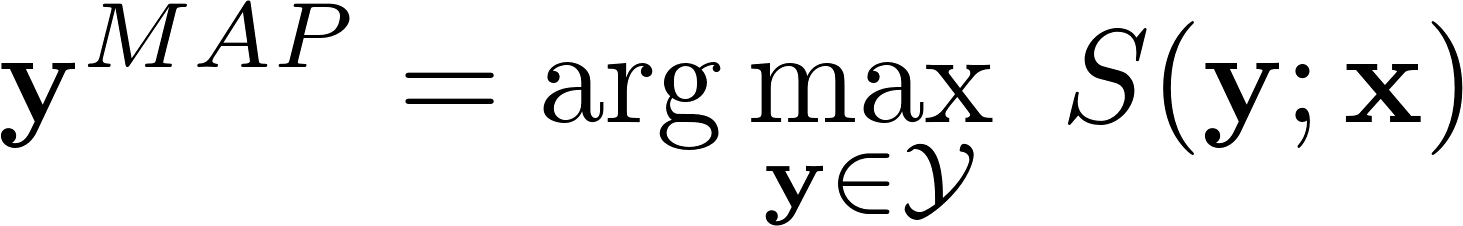 𝐲^{MAP} = arg max_{𝐲∈𝒴} S(𝐲; 𝐱)